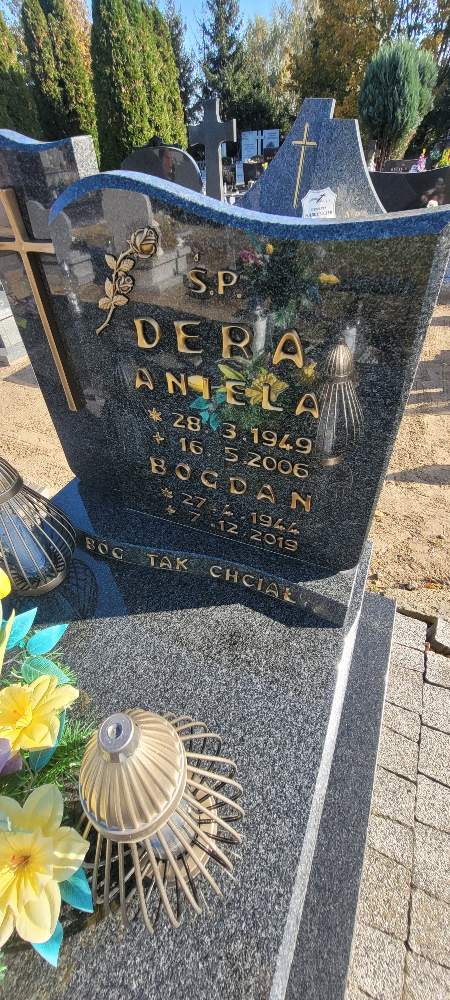 Ś.P.
DERA
ANIELA
* 28.3.1949
+ 16.5.2006
BOGDAN
* 27.4.1944
+ 7.12.2019
BÓG TAK CHCIAŁ...